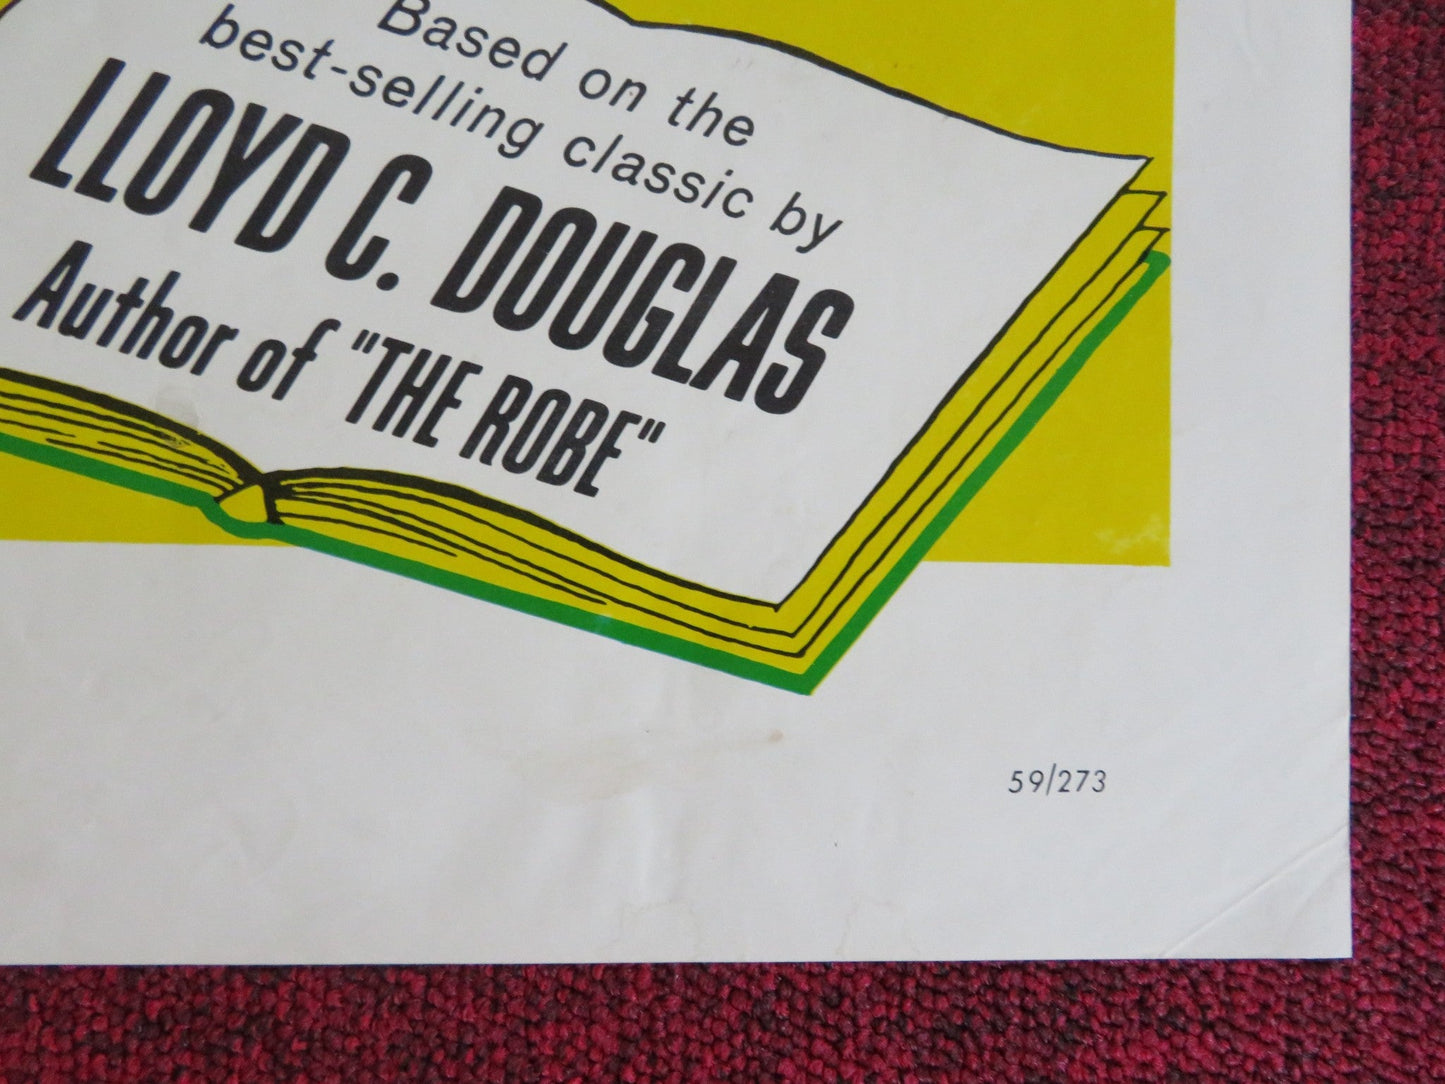 Based on the
best-selling classic by
LLOYD C. DOUGLAS
Author of "THE ROBE"
59/273